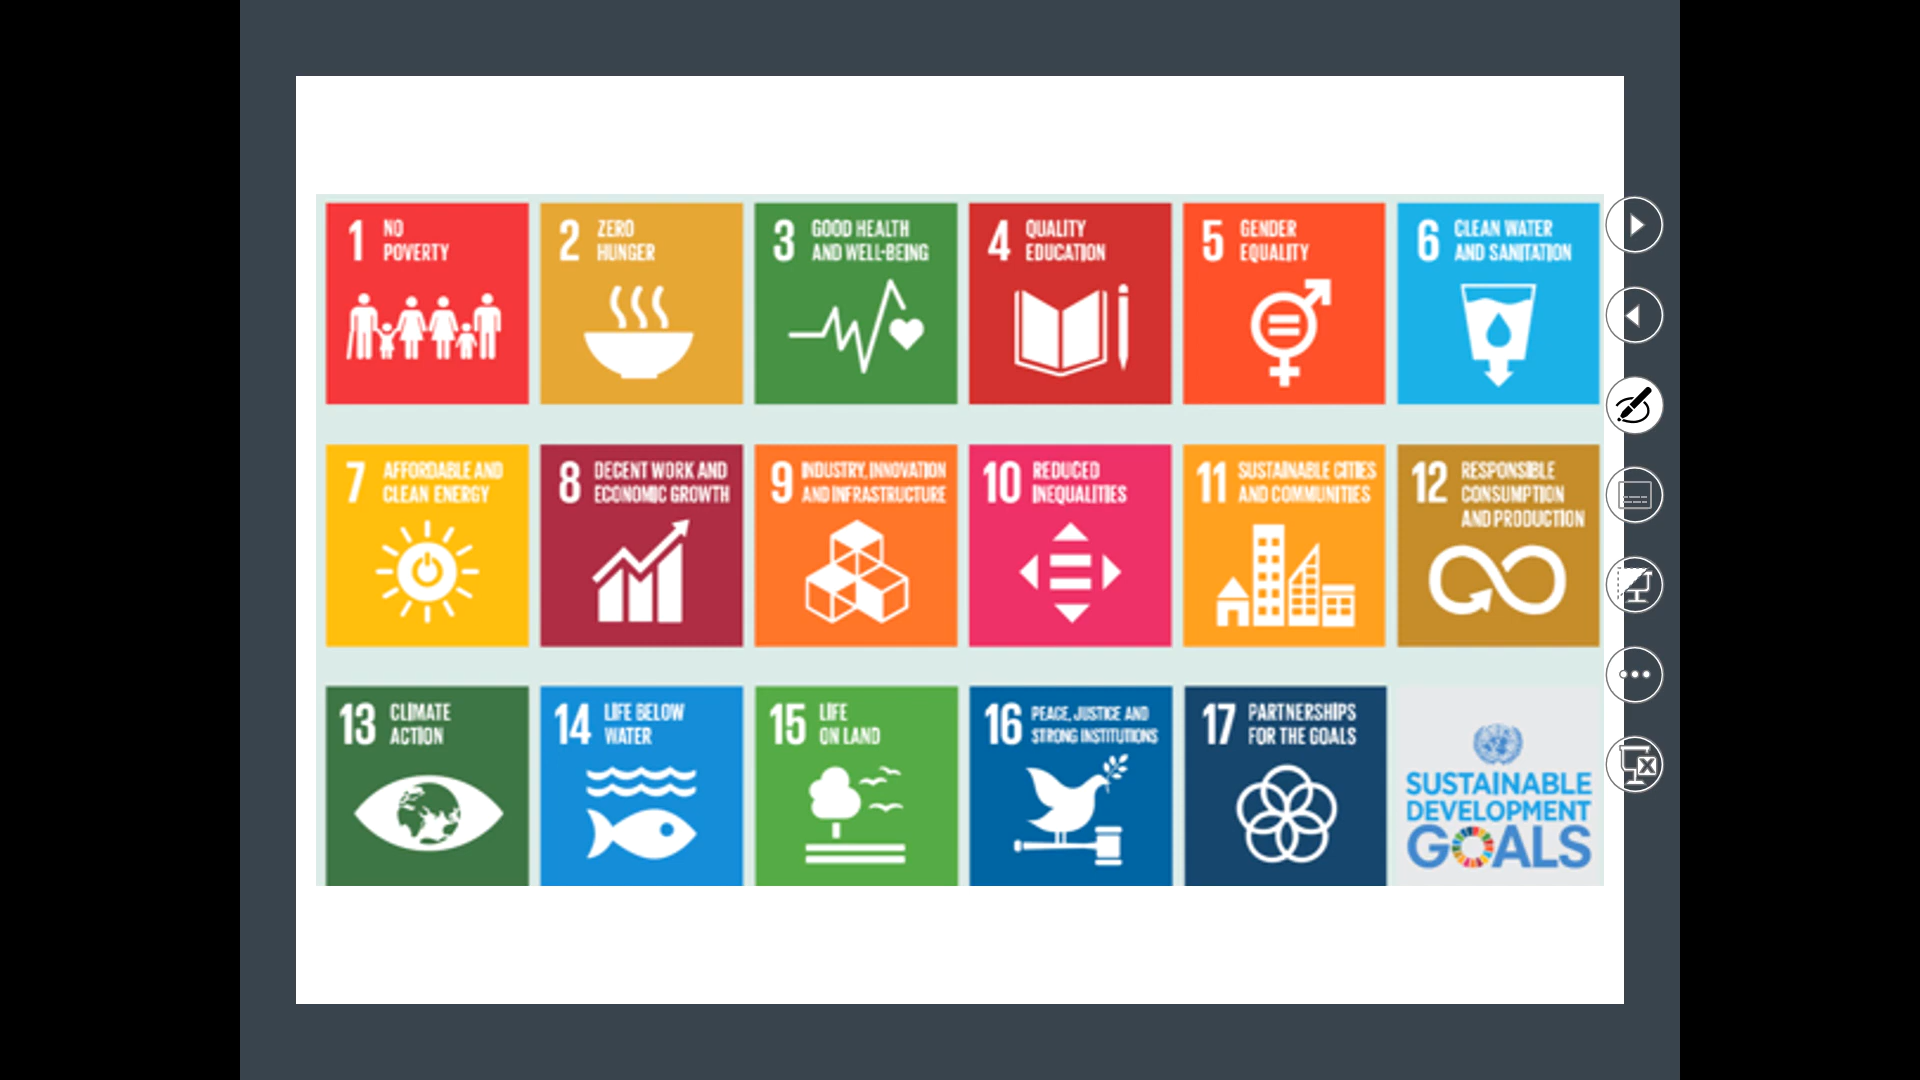 1 NO
POVERTY
2 ZERO
HUNGER
3 GOOD HEALTH
AND WELL-BEING
4 QUALITY
EDUCATION
5 GENDER
EQUALITY
6 CLEAN WATER
AND SANITATION
7 AFFORDABLE AND
CLEAN ENERGY
8 DECENT WORK AND
ECONOMIC GROWTH
9 INDUSTRY, INNOVATION
AND INFRASTRUCTURE
10 REDUCED
INEQUALITIES
11 SUSTAINABLE CITIES
AND COMMUNITIES
12 RESPONSIBLE
CONSUMPTION
AND PRODUCTION
13 CLIMATE
ACTION
14 LIFE BELOW
WATER
15 LIFE
ON LAND
16 PEACE, JUSTICE AND
STRONG INSTITUTIONS
17 PARTNERSHIPS
FOR THE GOALS
SUSTAINABLE
DEVELOPMENT
GOALS